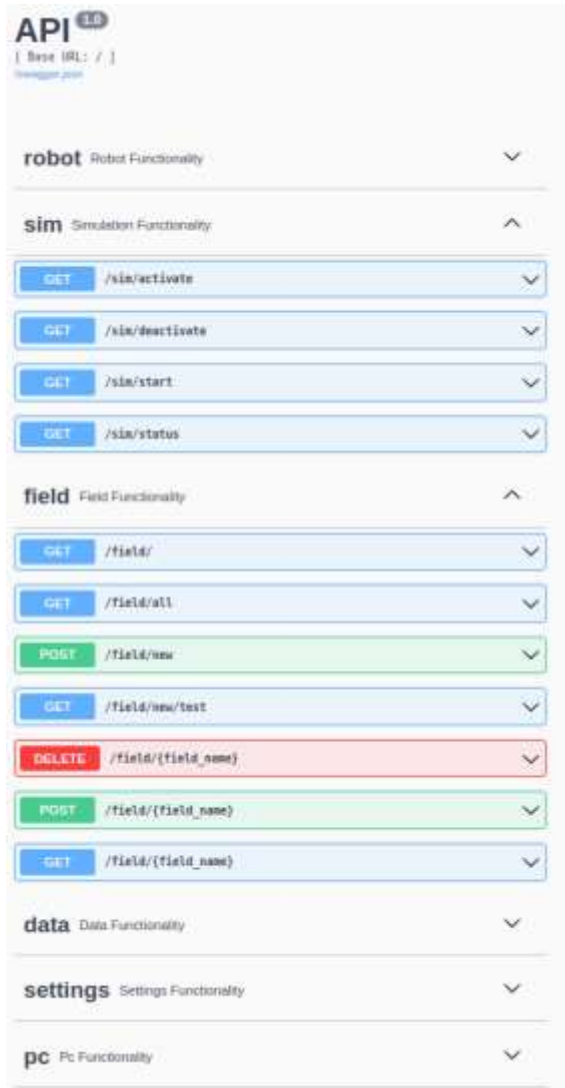 API 1.0
[ Base URL: / ]
/swagger.json
robot Robot Functionality
sim Simulation Functionality
GET /sim/activate
GET /sim/deactivate
GET /sim/start
GET /sim/status
field Field Functionality
GET /field/
GET /field/all
POST /field/new
GET /field/new/test
DELETE /field/{field_name}
POST /field/{field_name}
GET /field/{field_name}
data Data Functionality
settings Settings Functionality
pc Pc Functionality